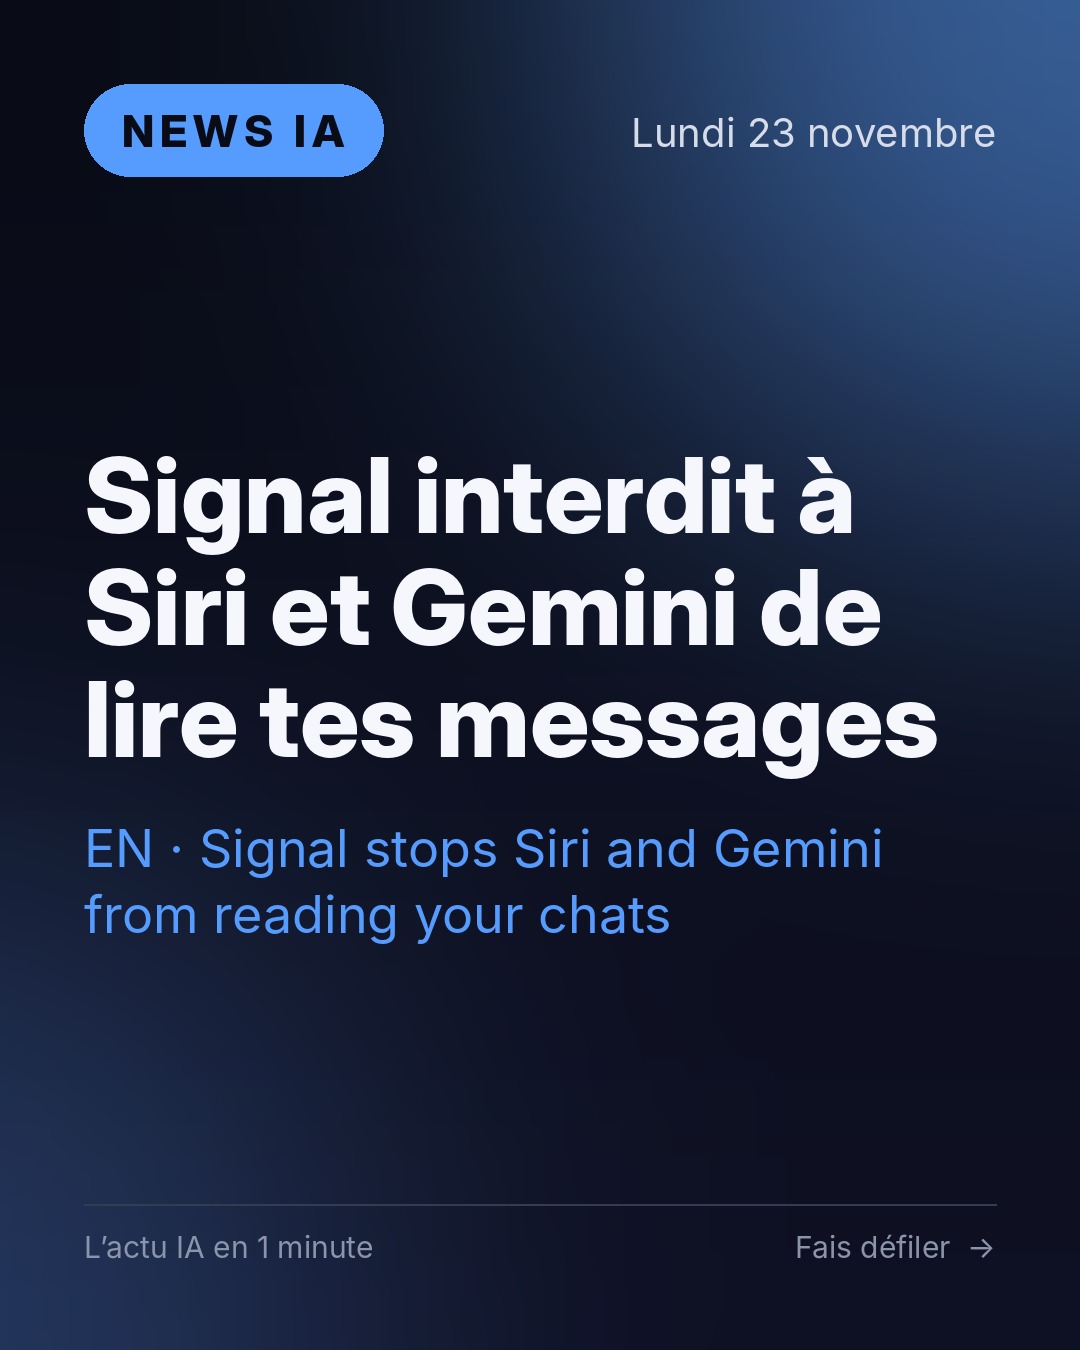 NEWS IA
Lundi 23 novembre
Signal interdit à
Siri et Gemini de
lire tes messages
EN · Signal stops Siri and Gemini
from reading your chats
L’actu IA en 1 minute
Fais défiler →